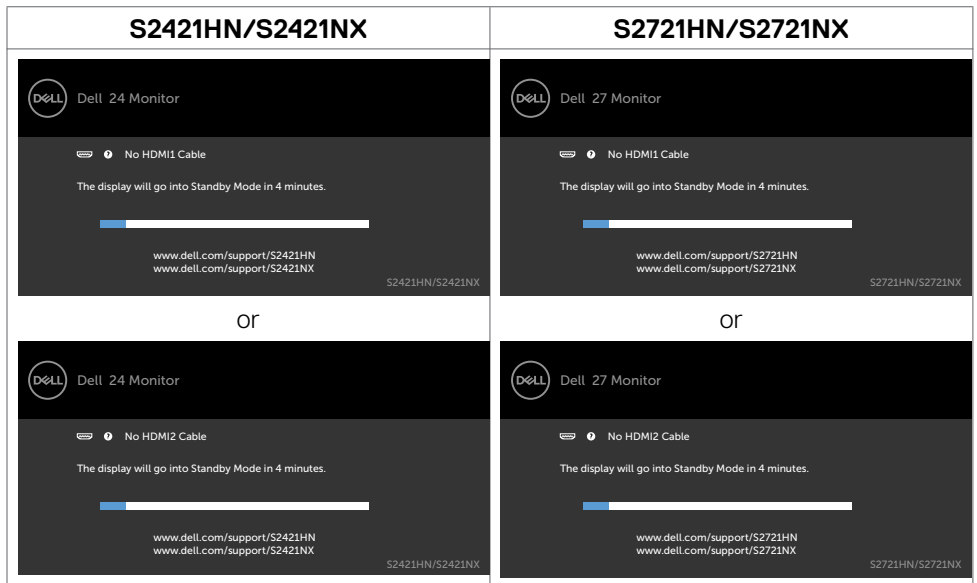 S2421HN/S2421NX
S2721HN/S2721NX
DELL
Dell 24 Monitor
No HDMI1 Cable
The display will go into Standby Mode in 4 minutes.
www.dell.com/support/S2421HN
www.dell.com/support/S2421NX
S2421HN/S2421NX
DELL
Dell 27 Monitor
No HDMI1 Cable
The display will go into Standby Mode in 4 minutes.
www.dell.com/support/S2721HN
www.dell.com/support/S2721NX
S2721HN/S2721NX
or
or
DELL
Dell 24 Monitor
? No HDMI2 Cable
The display will go into Standby Mode in 4 minutes.
www.dell.com/support/S2421HN
www.dell.com/support/S2421NX
S2421HN/S2421NX
DELL
Dell 27 Monitor
? No HDMI2 Cable
The display will go into Standby Mode in 4 minutes.
www.dell.com/support/S2721HN
www.dell.com/support/S2721NX
S2721HN/S2721NX